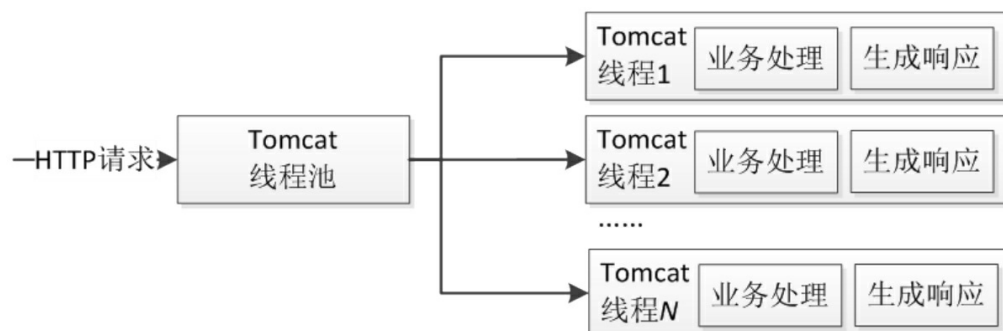 Tomcat
线程1
业务处理
生成响应
HTTP请求
Tomcat
线程池
Tomcat
线程2
业务处理
生成响应
······
Tomcat
线程N
业务处理
生成响应